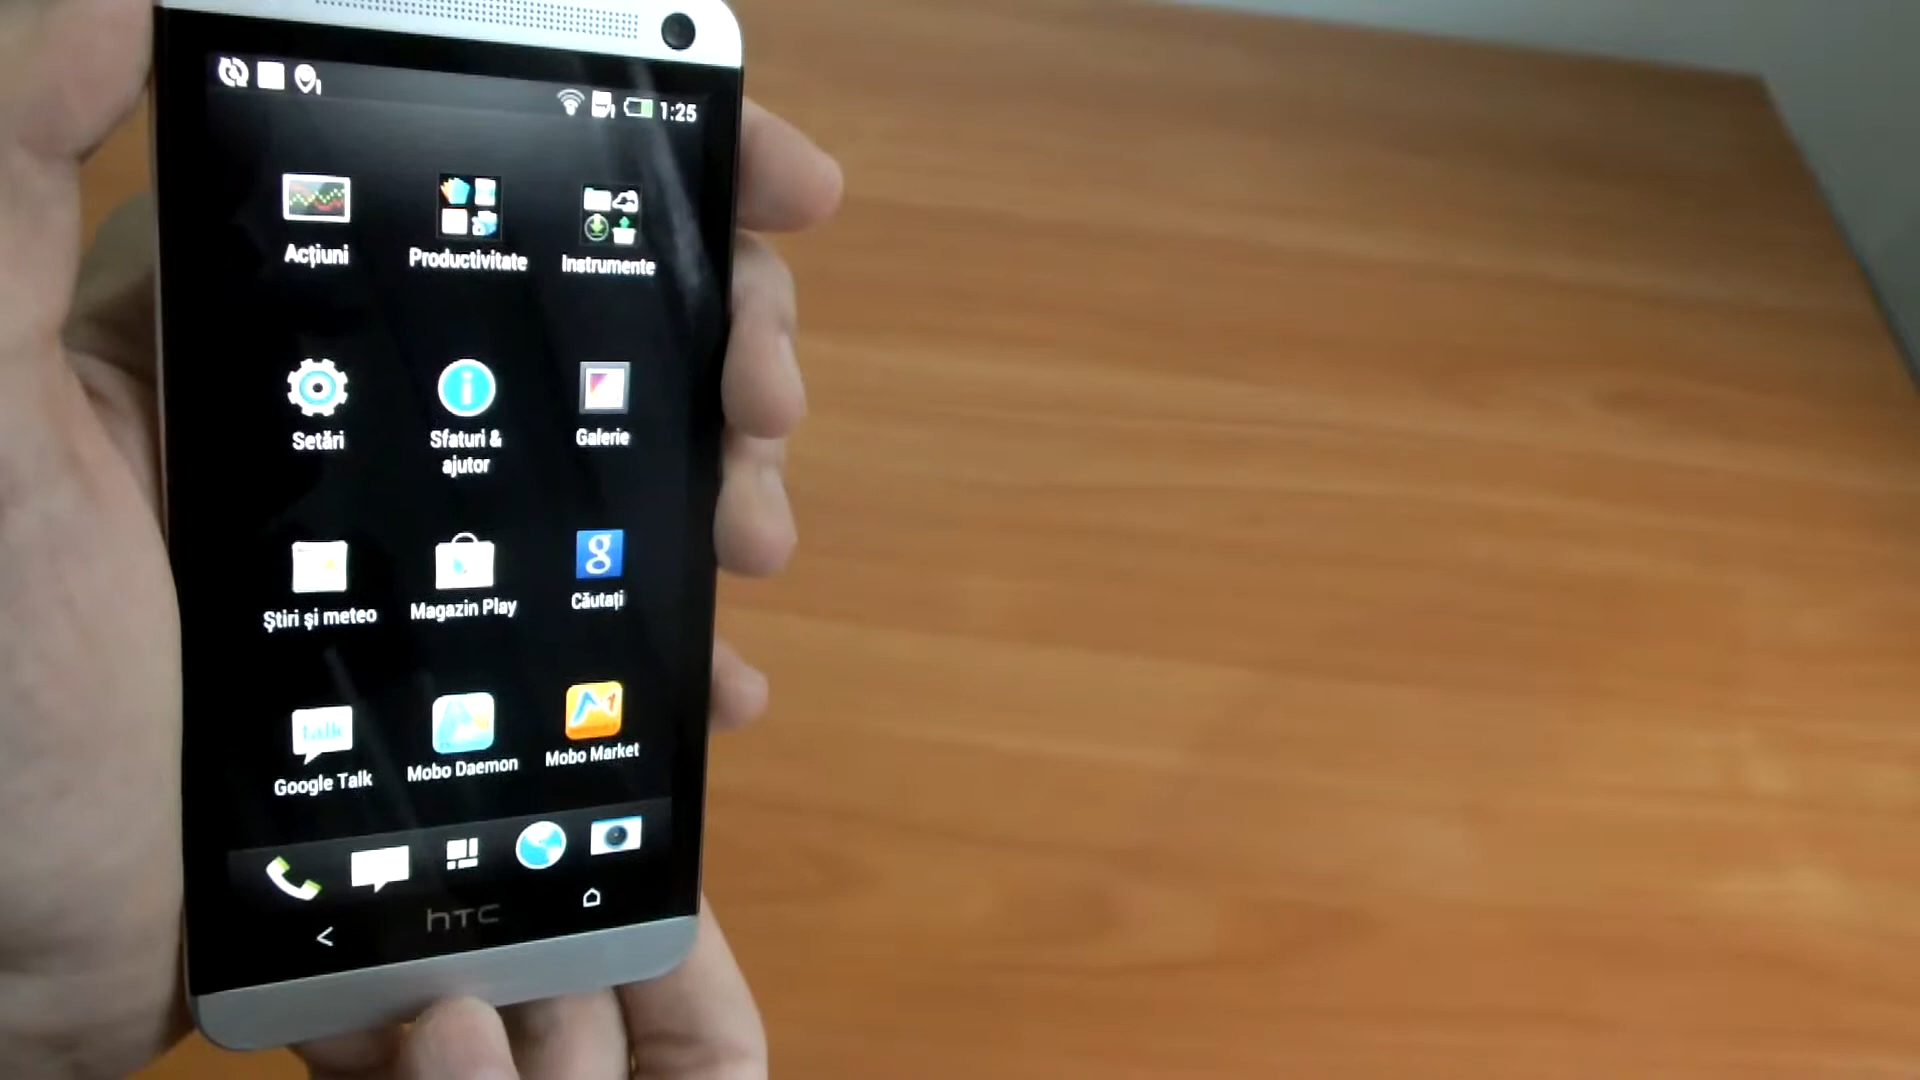 1:25
Acțiuni
Productivitate
Instrumente
Setări
Sfaturi &
ajutor
Galerie
Știri și meteo
Magazin Play
g
Căutați
talk
Google Talk
Mobo Daemon
Mobo Market
hTC